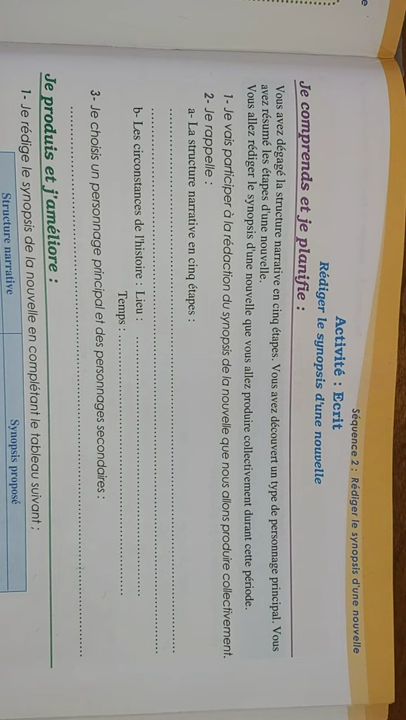 e
Séquence 2 : Rédiger le synopsis d'une nouvelle
Activité : Ecrit
Rédiger le synopsis d'une nouvelle
Je comprends et je planifie :
Vous avez dégagé la structure narrative en cinq étapes. Vous avez découvert un type de personnage principal. Vous
avez résumé les étapes d'une nouvelle.
Vous allez rédiger le synopsis d'une nouvelle que vous allez produire collectivement durant cette période.
1- Je vais participer à la rédaction du synopsis de la nouvelle que nous allons produire collectivement.
2- Je rappelle :
a- La structure narrative en cinq étapes :
b- Les circonstances de l'histoire : Lieu :
Temps :
3- Je choisis un personnage principal et des personnages secondaires :
Je produis et j'améliore :
1- Je rédige le synopsis de la nouvelle en complétant le tableau suivant :
Structure narrative
Synopsis proposé